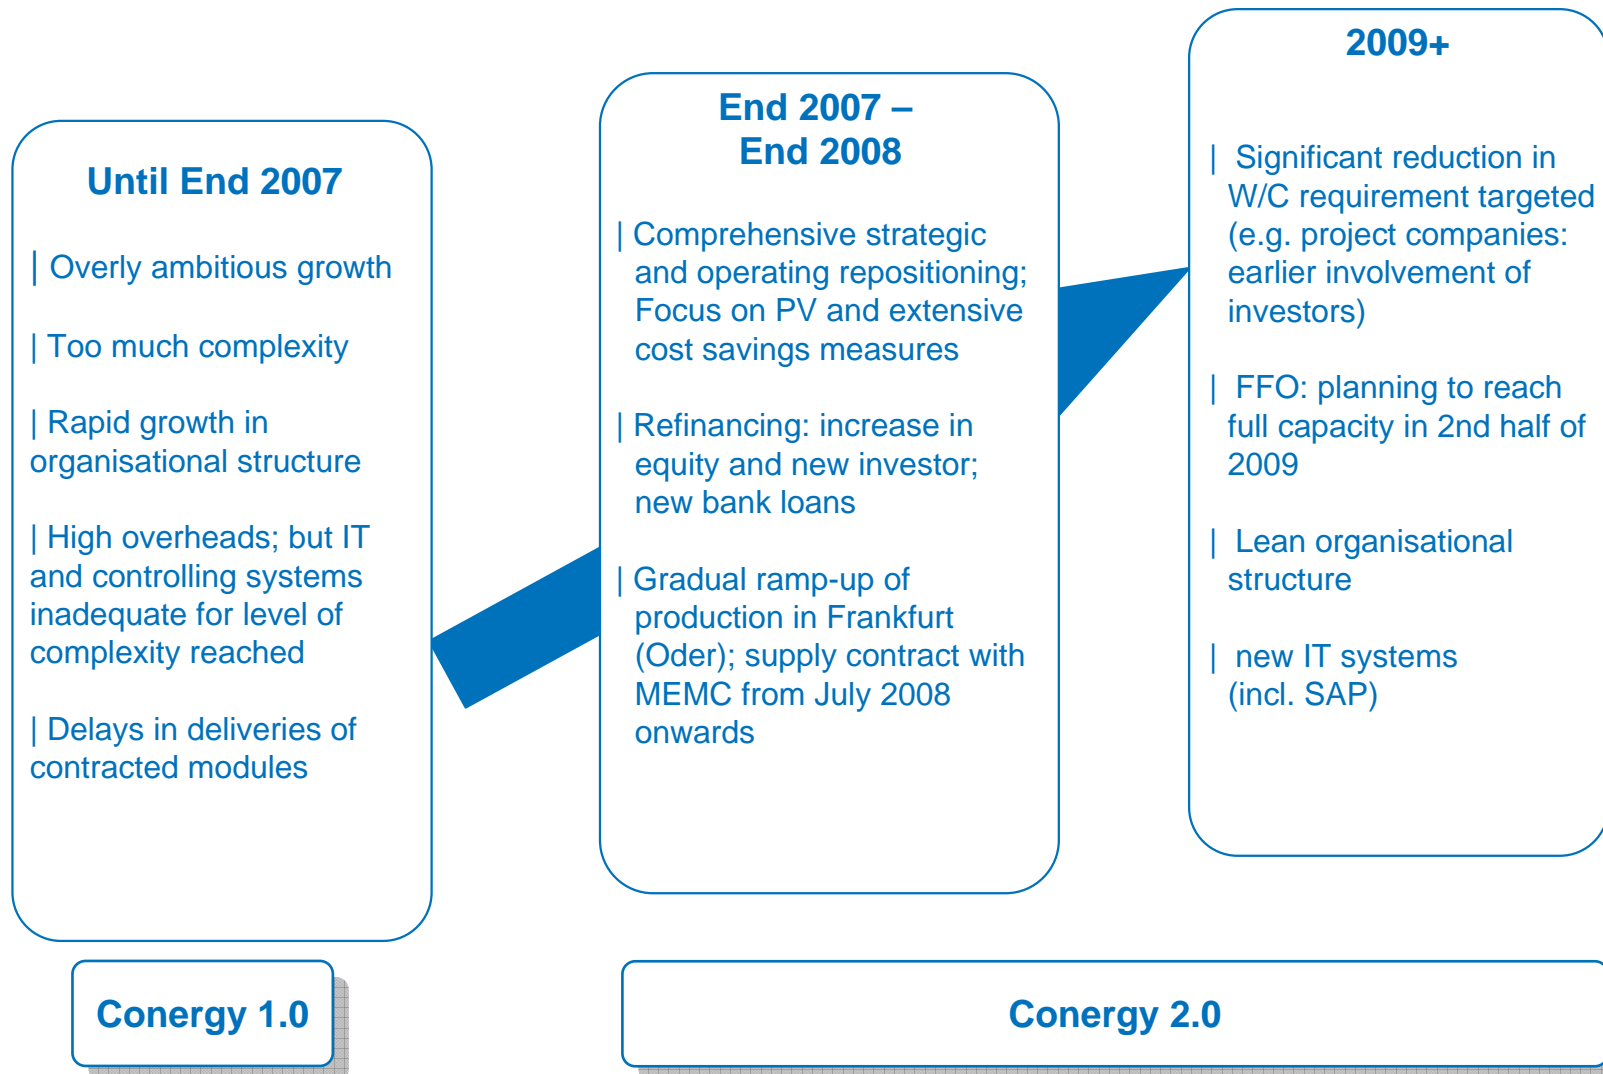 Until End 2007
| Overly ambitious growth
| Too much complexity
| Rapid growth in
organisational structure
| High overheads; but IT
and controlling systems
inadequate for level of
complexity reached
| Delays in deliveries of
contracted modules
End 2007 –
End 2008
| Comprehensive strategic
and operating repositioning;
Focus on PV and extensive
cost savings measures
| Refinancing: increase in
equity and new investor;
new bank loans
| Gradual ramp-up of
production in Frankfurt
(Oder); supply contract with
MEMC from July 2008
onwards
2009+
| Significant reduction in
W/C requirement targeted
(e.g. project companies:
earlier involvement of
investors)
| FFO: planning to reach
full capacity in 2nd half of
2009
| Lean organisational
structure
| new IT systems
(incl. SAP)
Conergy 1.0
Conergy 2.0